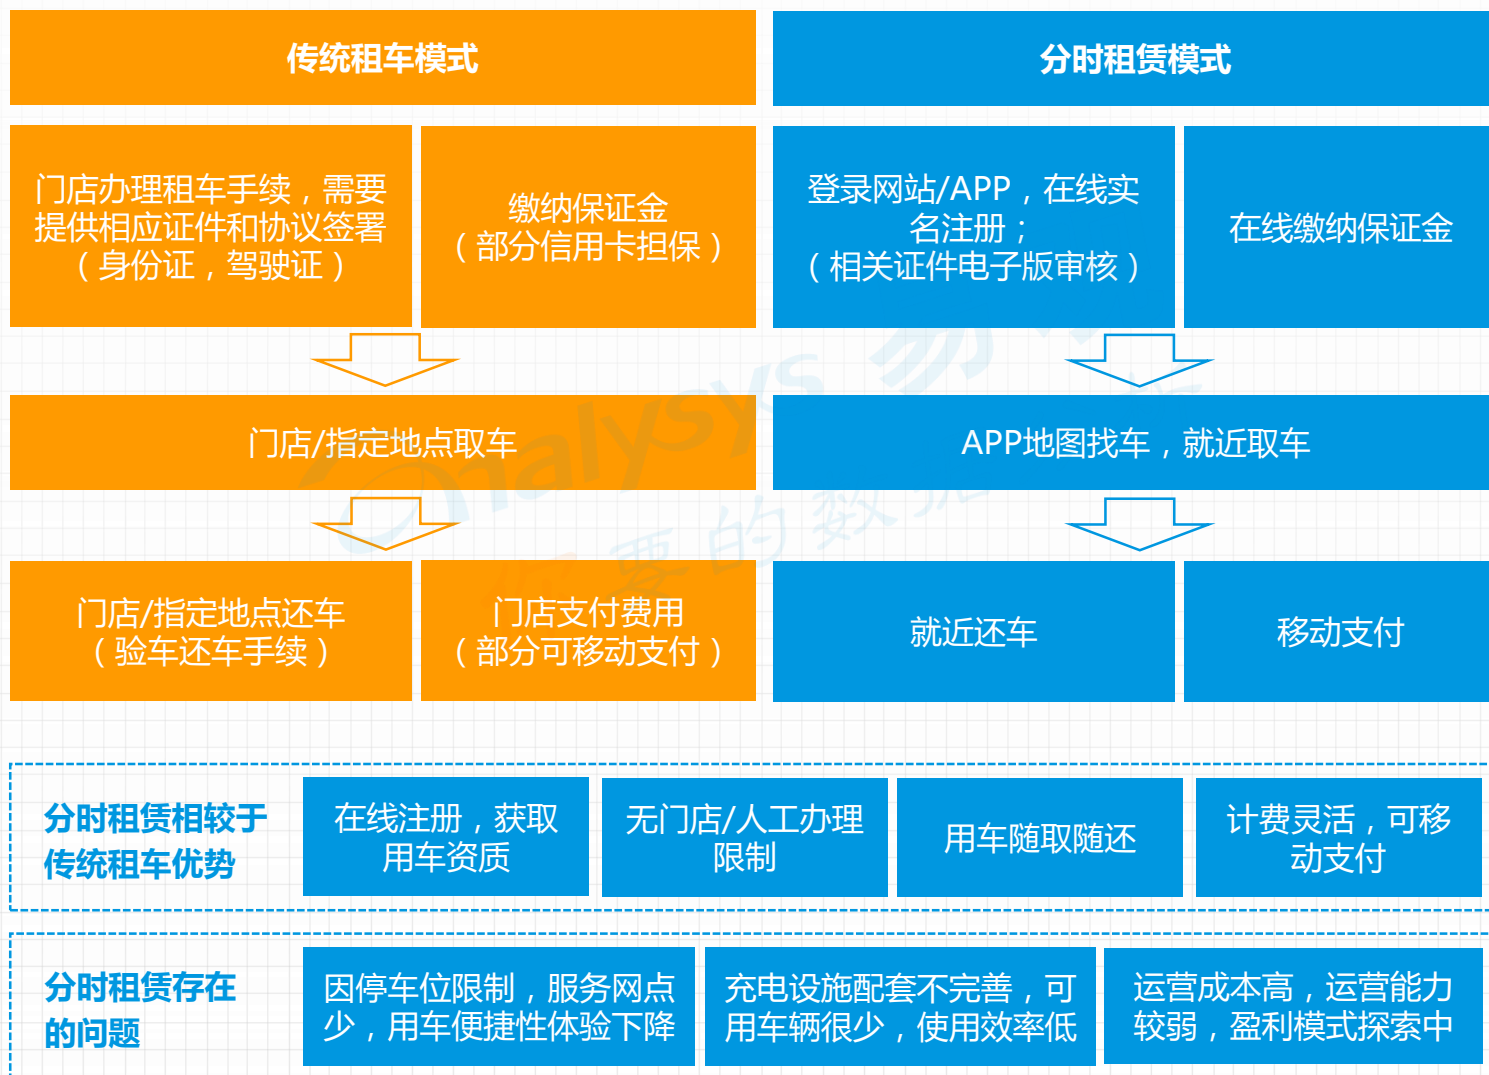 传统租车模式
分时租赁模式
门店办理租车手续，需要
提供相应证件和协议签署
（身份证，驾驶证）
缴纳保证金
（部分信用卡担保）
登录网站/APP，在线实
名注册；
（相关证件电子版审核）
在线缴纳保证金
门店/指定地点取车
APP地图找车，就近取车
门店/指定地点还车
（验车还车手续）
门店支付费用
（部分可移动支付）
就近还车
移动支付
分时租赁相较于
传统租车优势
在线注册，获取
用车资质
无门店/人工办理
限制
用车随取随还
计费灵活，可移
动支付
分时租赁存在
的问题
因停车位限制，服务网点
少，用车便捷性体验下降
充电设施配套不完善，可
用车辆很少，使用效率低
运营成本高，运营能力
较弱，盈利模式探索中
nalysys 易
你要的数据